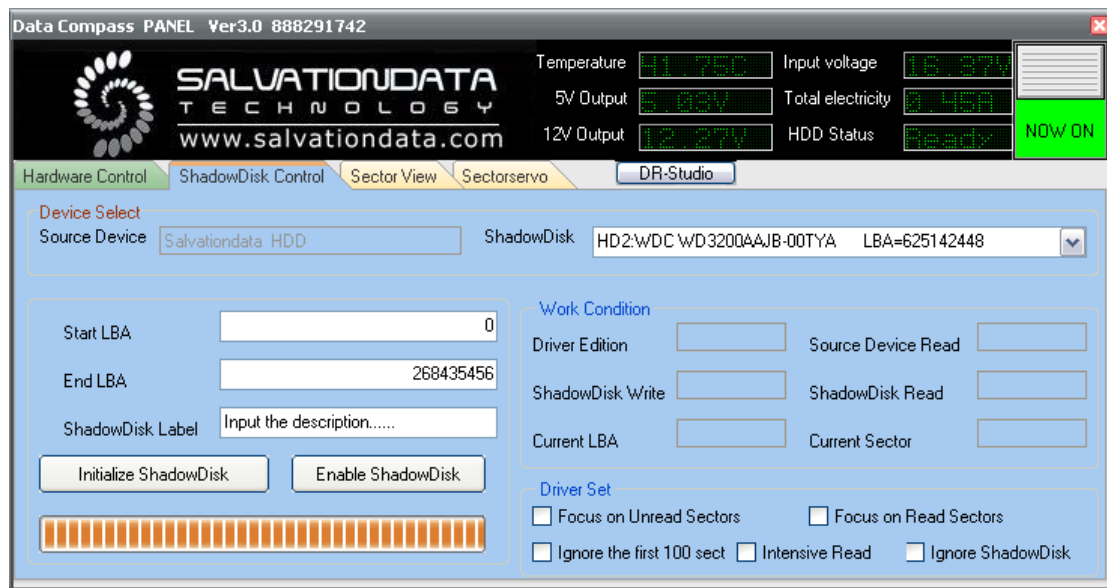 Data Compass PANEL Ver3.0 888291742
SALVATIONDATA
TECHNOLOGY
www.salvationdata.com
Temperature 41.75C Input voltage 16.37V
5V Output 5.03V Total electricity 0.45A
12V Output 12.27V HDD Status Ready
NOW ON
Hardware Control ShadowDisk Control Sector View Sectorservo DR-Studio
Device Select
Source Device Salvationdata HDD ShadowDisk HD2:WDC WD3200AAJB-00TYA LBA=625142448
Start LBA 0
End LBA 268435456
ShadowDisk Label Input the description......
Initialize ShadowDisk Enable ShadowDisk
Work Condition
Driver Edition Source Device Read
ShadowDisk Write ShadowDisk Read
Current LBA Current Sector
Driver Set
Focus on Unread Sectors Focus on Read Sectors
Ignore the first 100 sect Intensive Read Ignore ShadowDisk